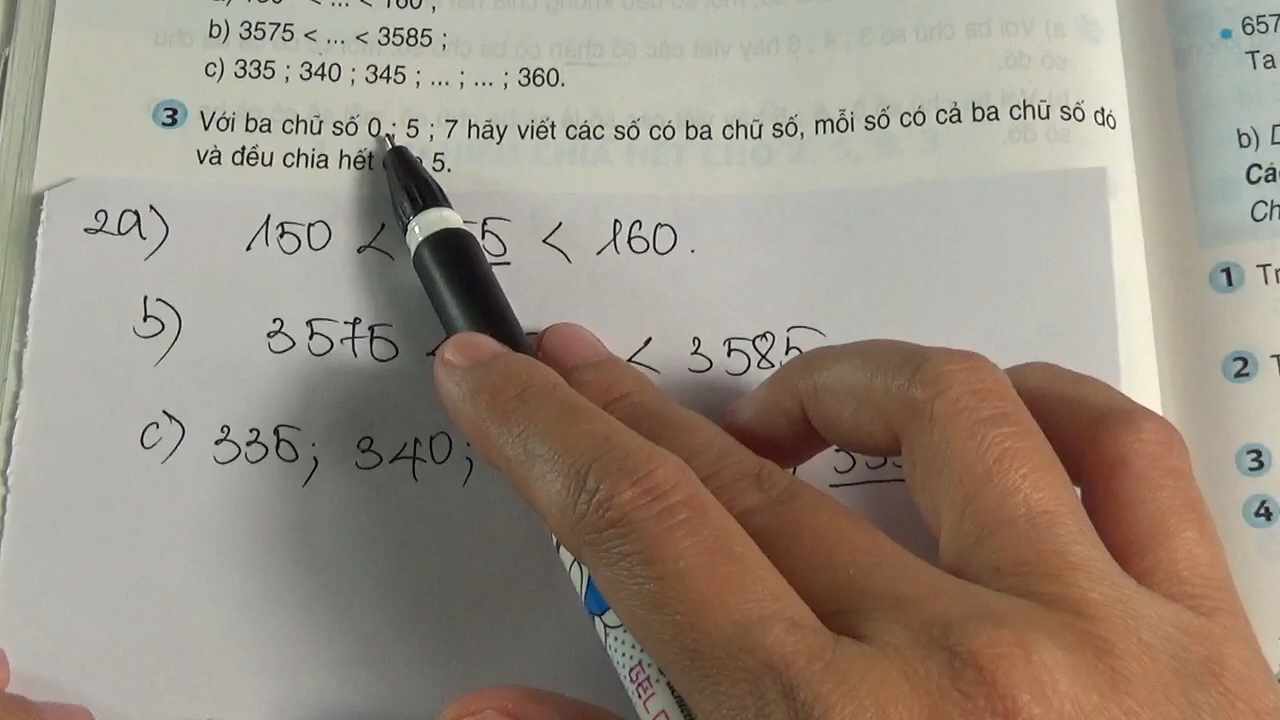 b) 3575 < ... < 3585 ;
c) 335 ; 340 ; 345 ; ... ; ... ; 360.
3 Với ba chữ số 0 ; 5 ; 7 hãy viết các số có ba chữ số, mỗi số có cả ba chữ số đó
và đều chia hết 5.
2a) 150 < 5 < 160.
b) 3575 < < 3585
c) 335; 340;
GEL
657
Ta
b)
Cá
Ch
1
2
3
4